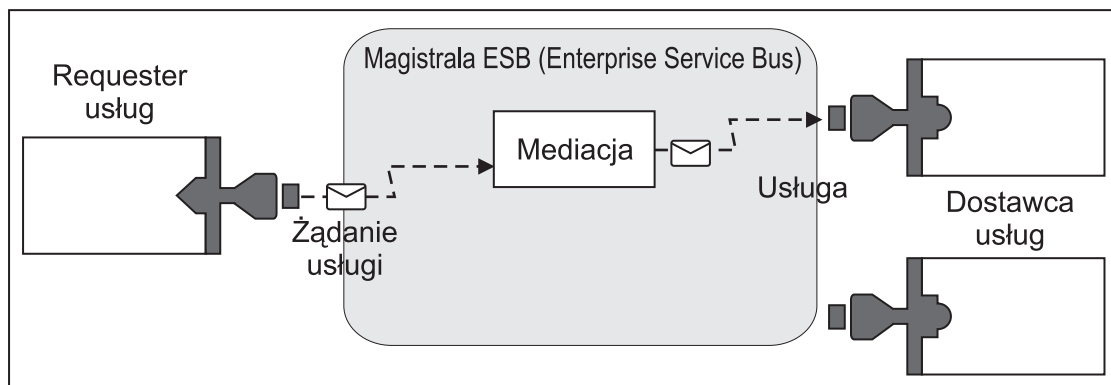 Magistrala ESB (Enterprise Service Bus)
Requester
usług
Mediacja
Usługa
Żądanie
usługi
Dostawca
usług